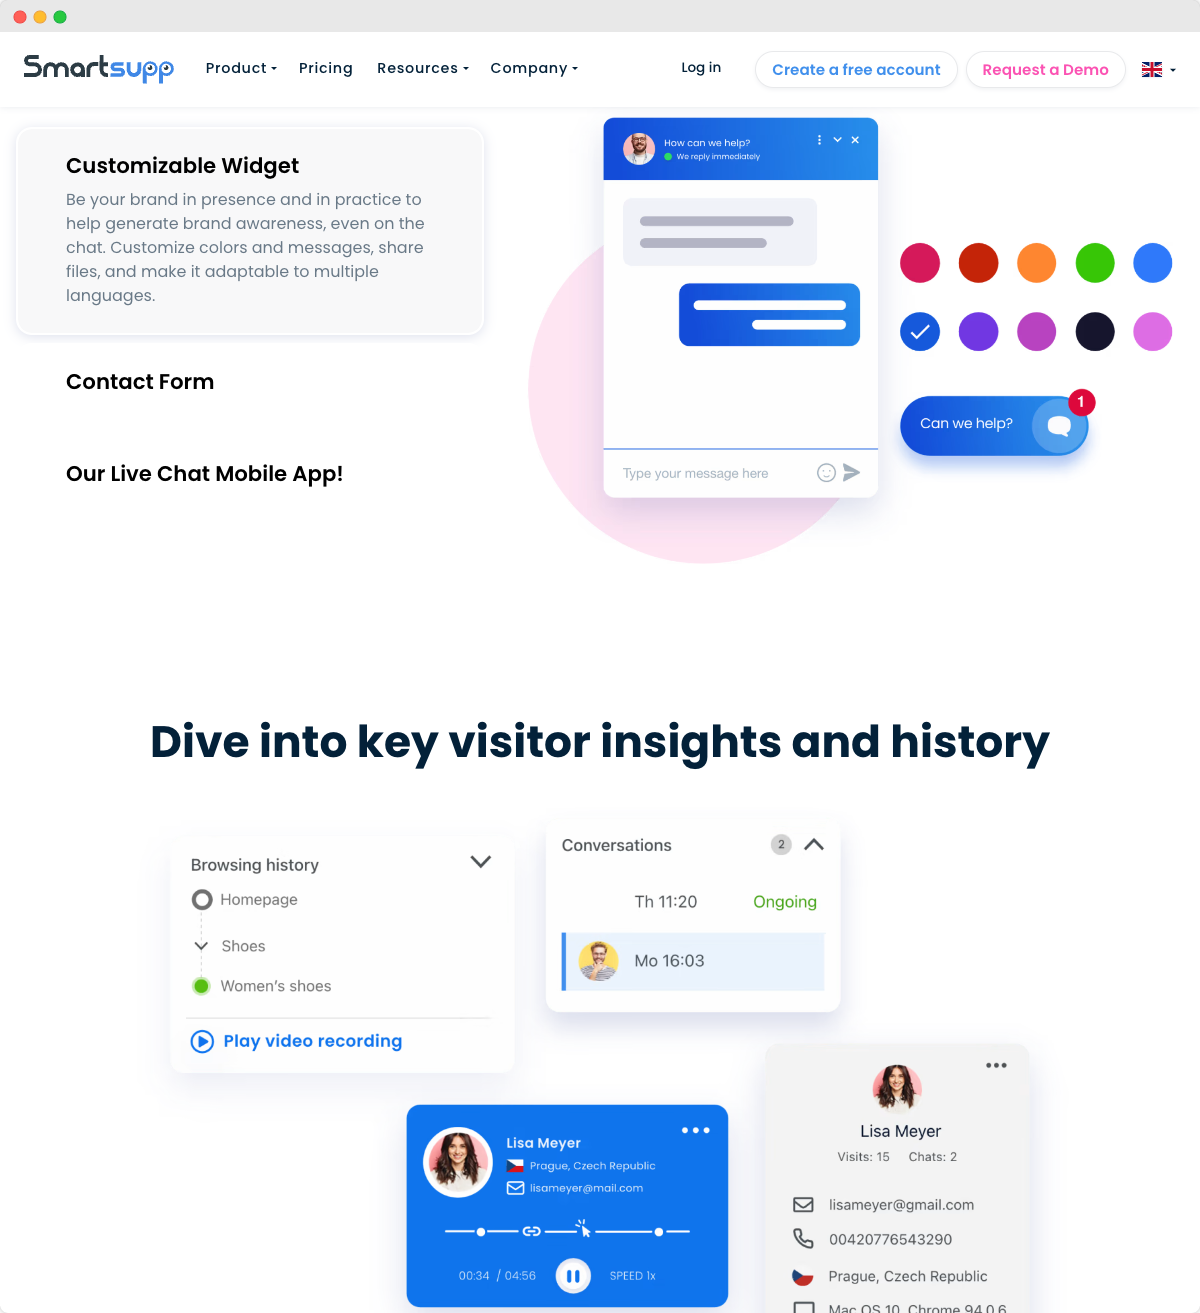 Smartsupp
Product
Pricing
Resources
Company
Log in
Create a free account
Request a Demo
Customizable Widget
Be your brand in presence and in practice to
help generate brand awareness, even on the
chat. Customize colors and messages, share
files, and make it adaptable to multiple
languages.
Contact Form
Our Live Chat Mobile App!
How can we help?
We reply immediately
Type your message here
Can we help?
1
Dive into key visitor insights and history
Browsing history
Homepage
Shoes
Women's shoes
Play video recording
Conversations
2
Th 11:20
Ongoing
Mo 16:03
Lisa Meyer
Prague, Czech Republic
lisameyer@mail.com
00:34 / 04:56
SPEED 1x
Lisa Meyer
Visits: 15
Chats: 2
lisameyer@gmail.com
00420776543290
Prague, Czech Republic
Mac OS 10, Chrome 94.0.6